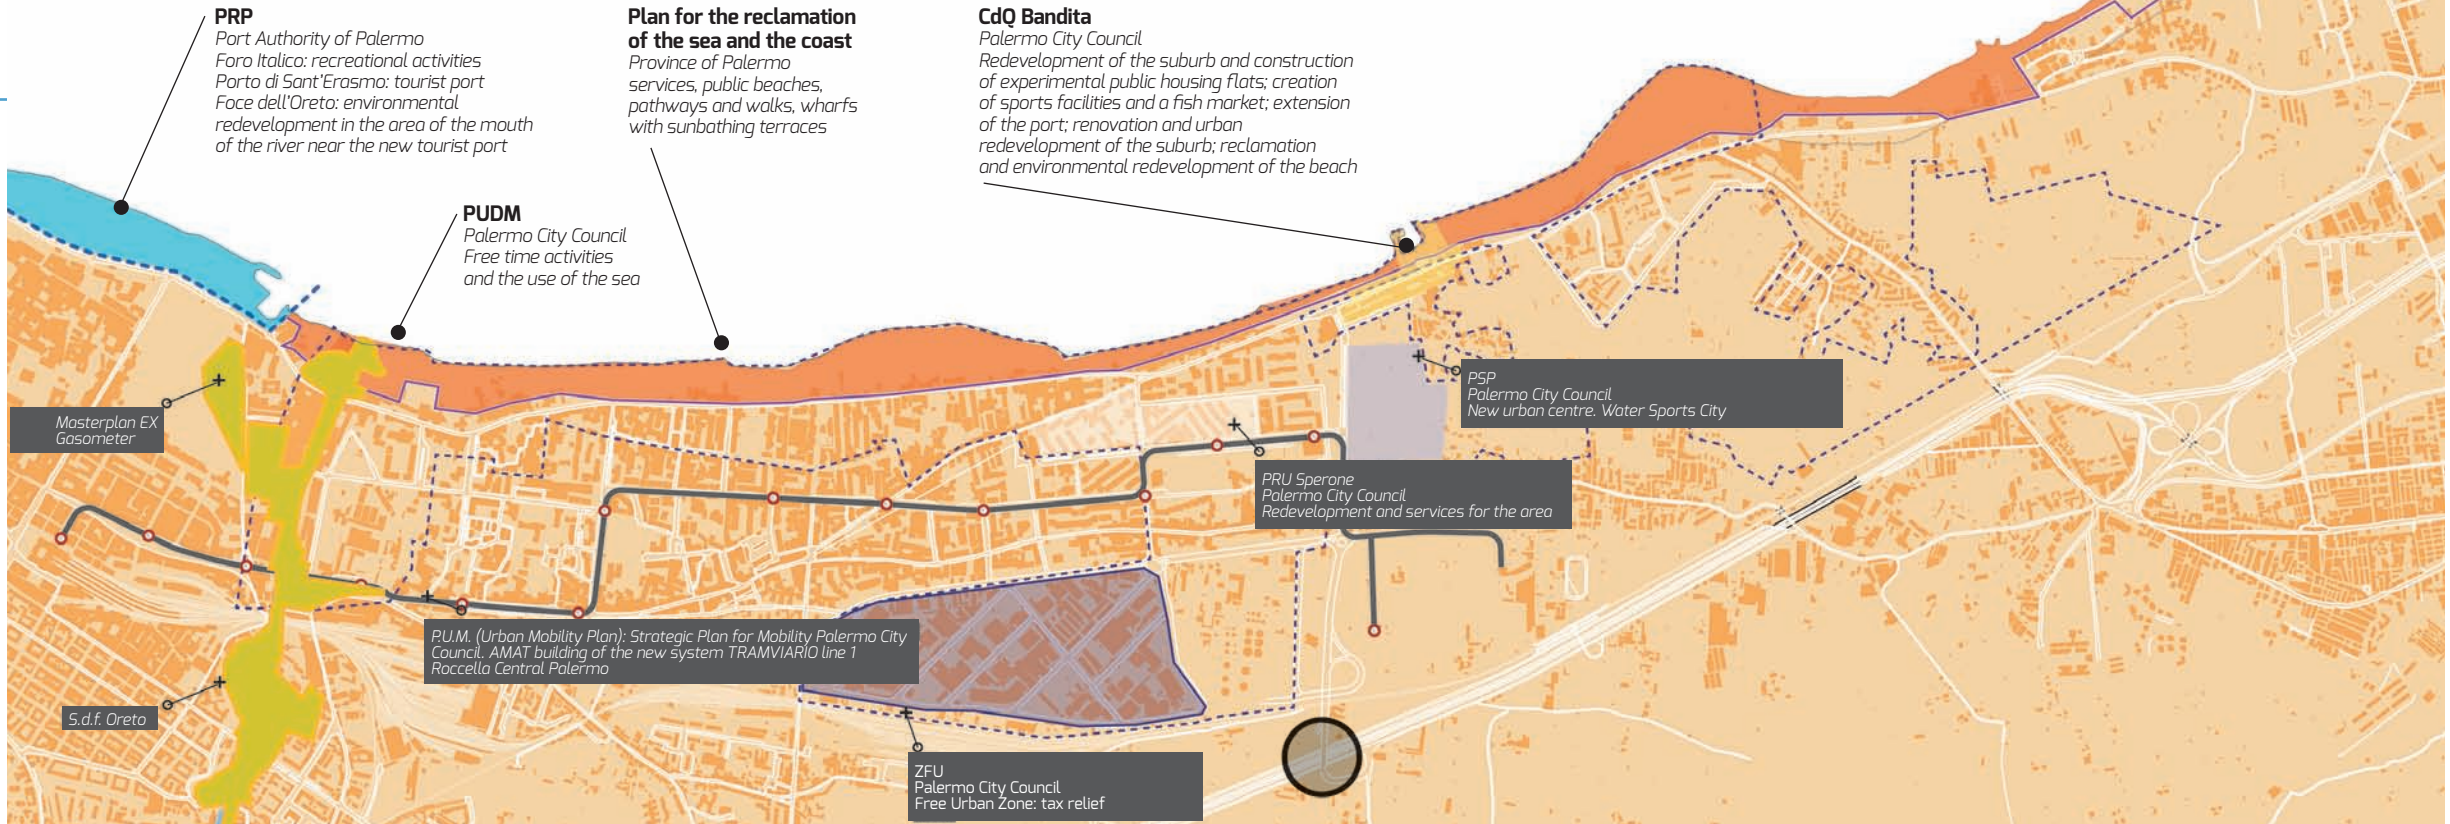 PRP
Port Authority of Palermo
Foro Italico: recreational activities
Porto di Sant'Erasmo: tourist port
Foce dell'Oreto: environmental
redevelopment in the area of the mouth
of the river near the new tourist port
Plan for the reclamation
of the sea and the coast
Province of Palermo
services, public beaches,
pathways and walks, wharfs
with sunbathing terraces
CdQ Bandita
Palermo City Council
Redevelopment of the suburb and construction
of experimental public housing flats; creation
of sports facilities and a fish market; extension
of the port; renovation and urban
redevelopment of the suburb; reclamation
and environmental redevelopment of the beach
PUDM
Palermo City Council
Free time activities
and the use of the sea
Masterplan EX
Gasometer
PSP
Palermo City Council
New urban centre. Water Sports City
PRU Sperone
Palermo City Council
Redevelopment and services for the area
P.U.M. (Urban Mobility Plan): Strategic Plan for Mobility Palermo City
Council. AMAT building of the new system TRAMVIARIO line 1
Roccella Central Palermo
S.d.f. Oreto
ZFU
Palermo City Council
Free Urban Zone: tax relief